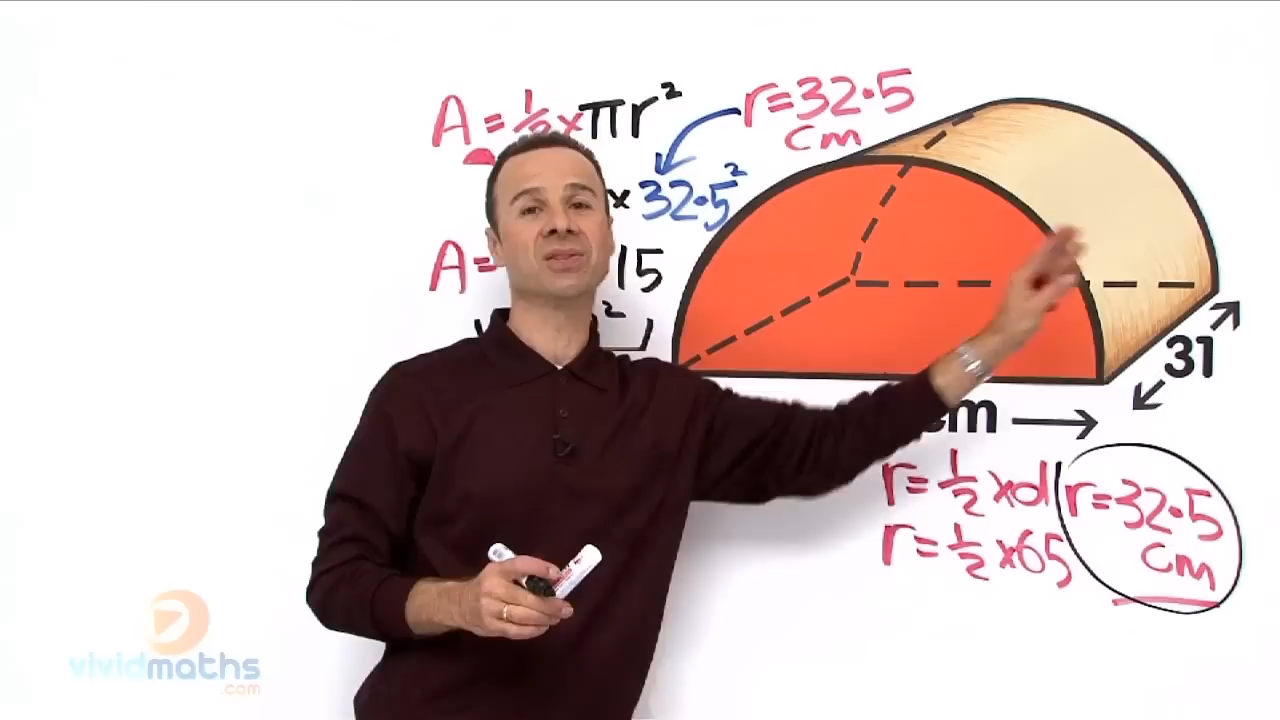 A = ½ × πr²
r = 32·5
cm
× 32·5²
A =
15
²
31
m
r = ½ × d
r = ½ × 65
r = 32·5
cm
vividmaths
.com